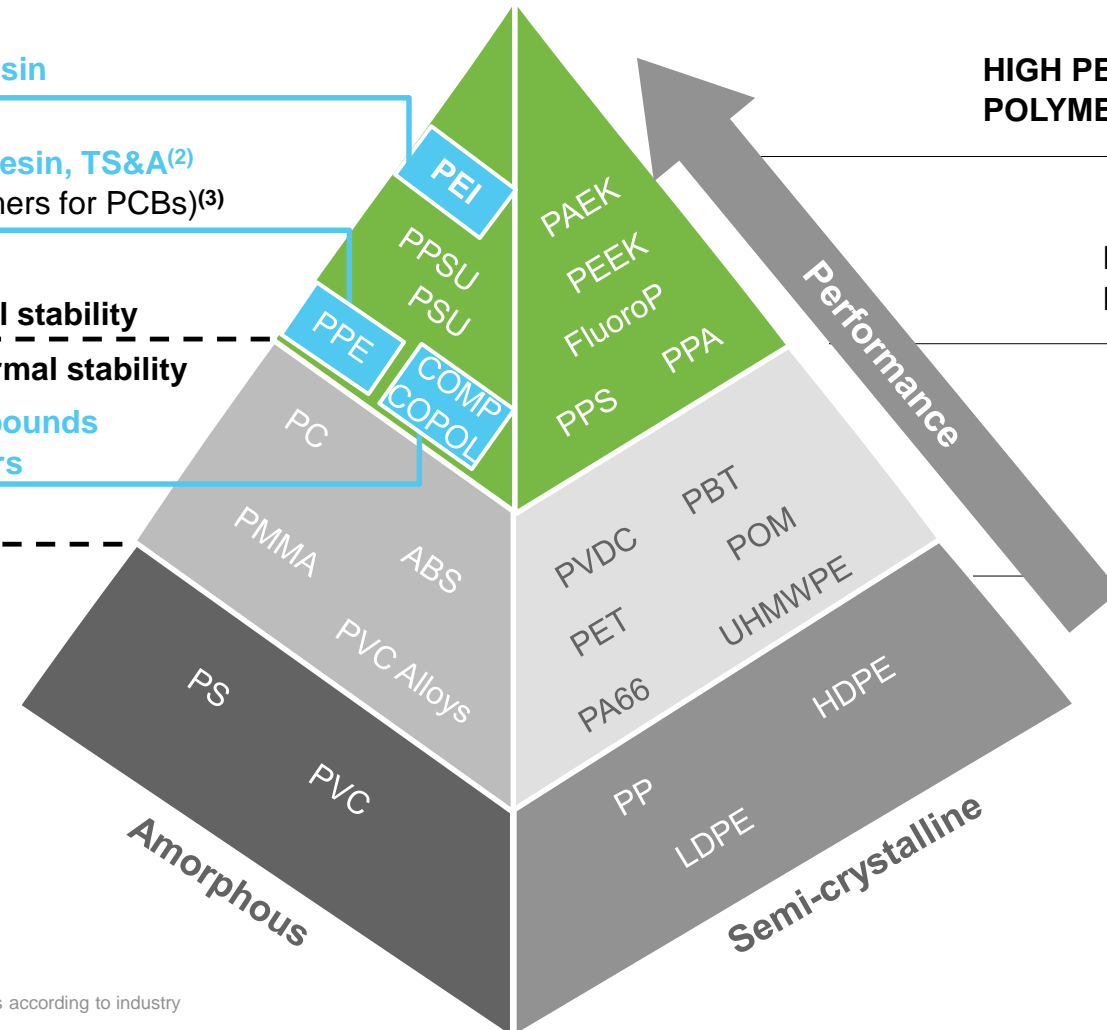 sin
HIGH PE
POLYME
esin, TS&A(2)
ners for PCBs)(3)
PEI
PAEK
PPSU
PEEK
PSU
FluoroP
Performance
l stability
PPE
PPA
rmal stability
COMP
COPOL
PPS
ounds
rs
PC
PBT
PMMA
ABS
PVDC
POM
UHMWPE
PET
PVC Alloys
PA66
PS
HDPE
PVC
PP
LDPE
Amorphous
Semi-crystalline
s according to industry